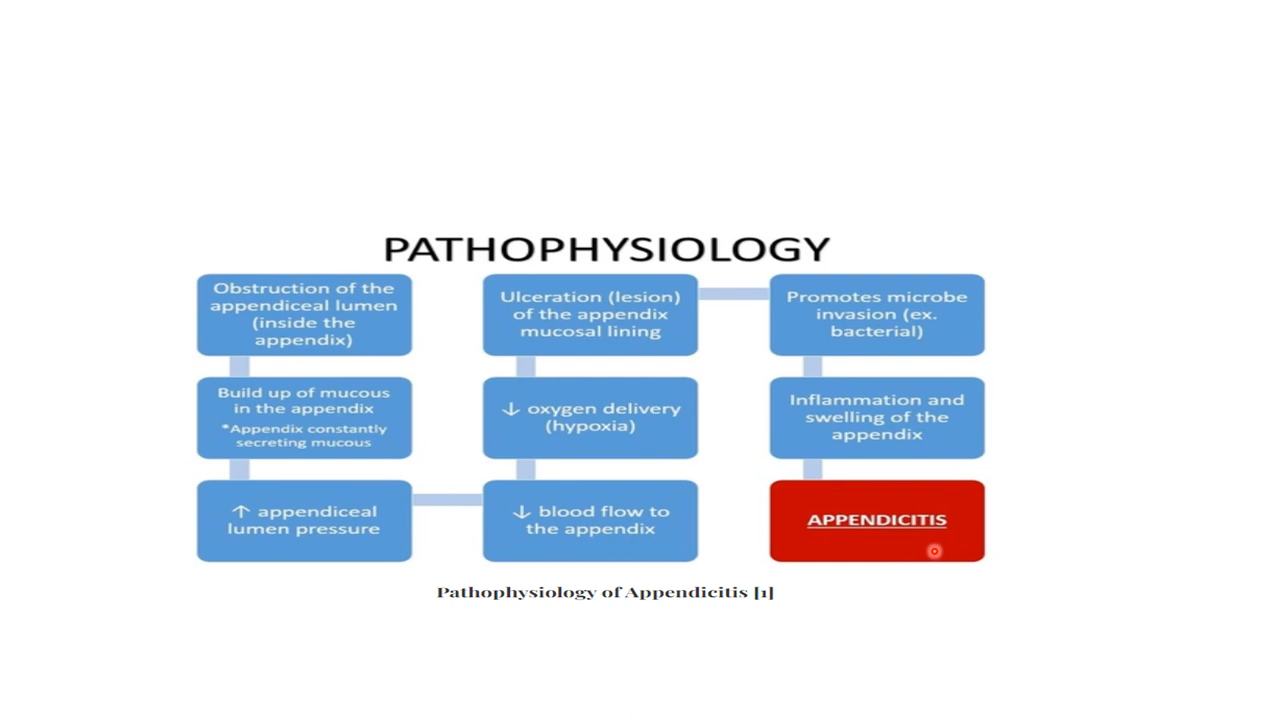 PATHOPHYSIOLOGY
Obstruction of the
appendiceal lumen
(inside the
appendix)
Build up of mucous
in the appendix
*Appendix constantly
secreting mucous
↑ appendiceal
lumen pressure
↓ blood flow to
the appendix
↓ oxygen delivery
(hypoxia)
Ulceration (lesion)
of the appendix
mucosal lining
Promotes microbe
invasion (ex.
bacterial)
Inflammation and
swelling of the
appendix
APPENDICITIS
Pathophysiology of Appendicitis [1]